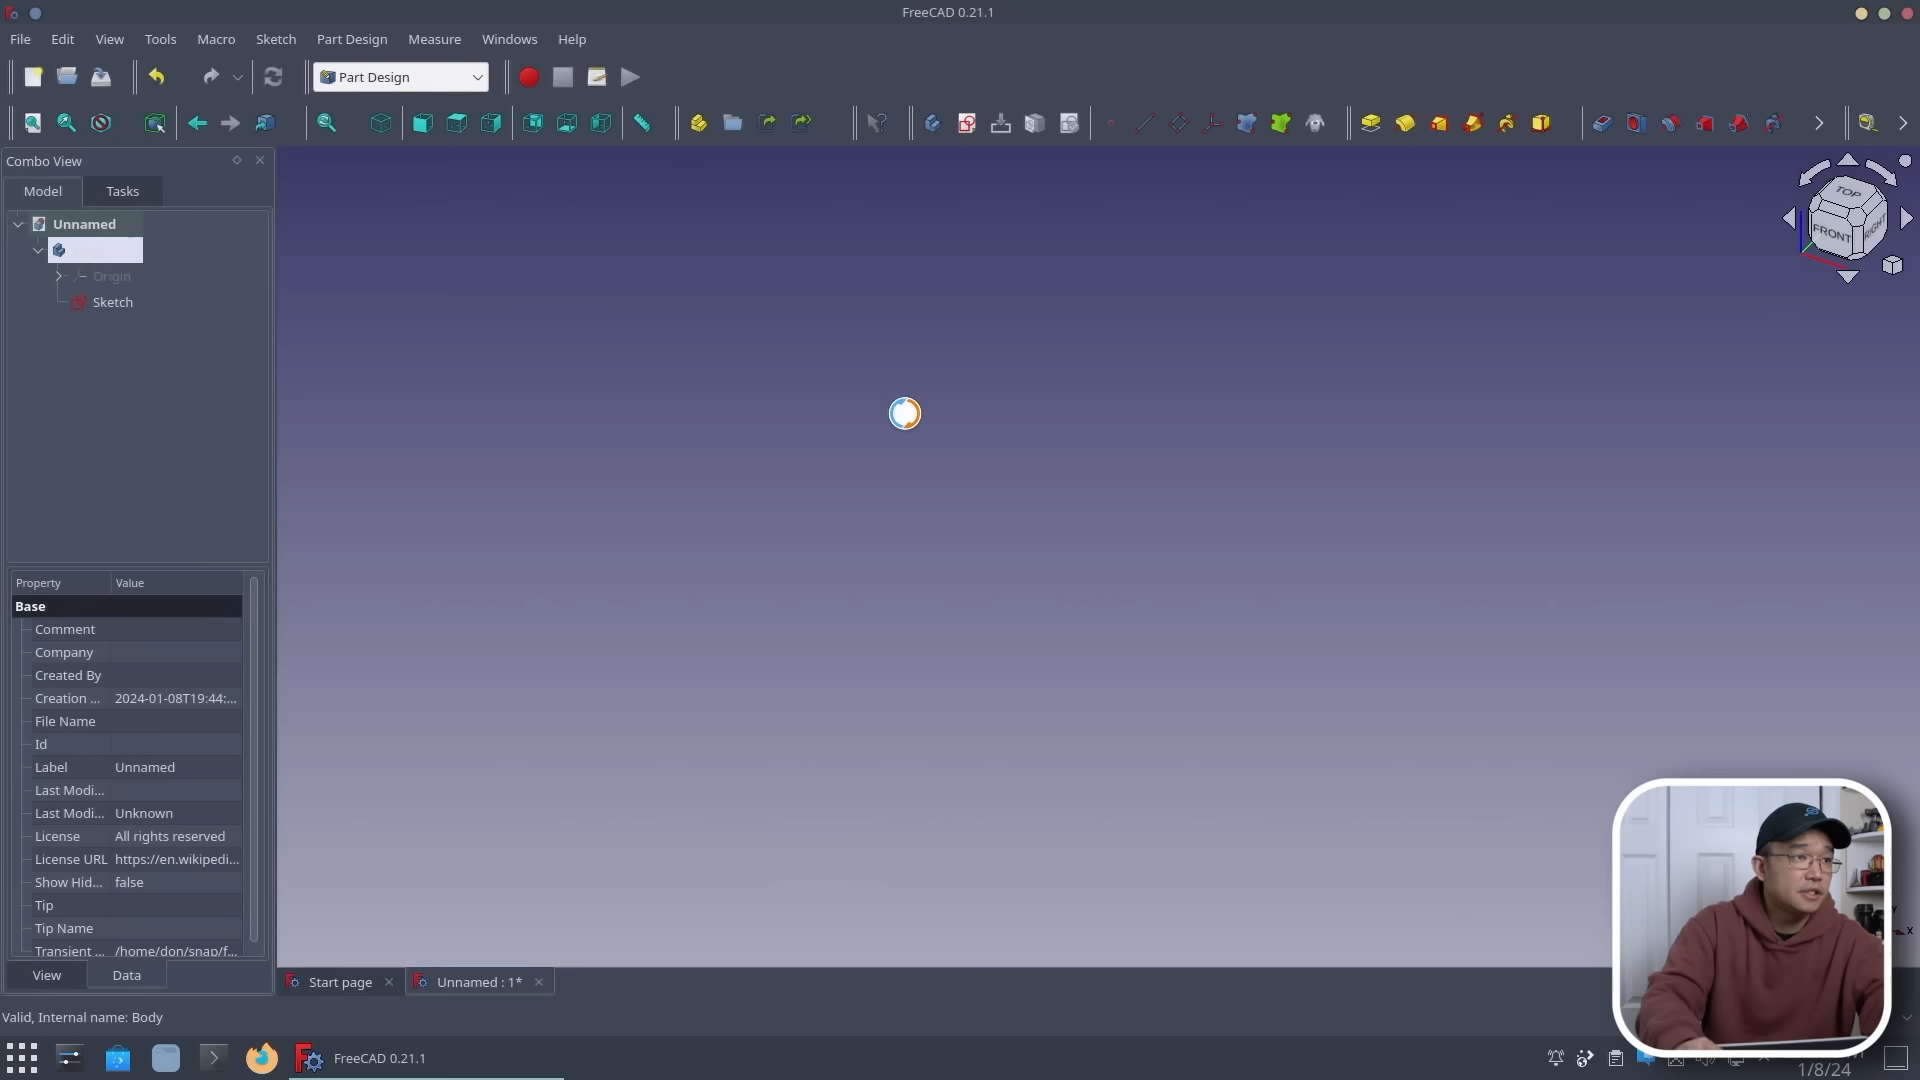 FreeCAD 0.21.1
File Edit View Tools Macro Sketch Part Design Measure Windows Help
Part Design
Combo View
Model Tasks
TOP
FRONT RIGHT
Unnamed
Origin
Sketch
Property Value
Base
Comment
Company
Created By
Creation ... 2024-01-08T19:44:...
File Name
Id
Label Unnamed
Last Modi...
Last Modi... Unknown
License All rights reserved
License URL https://en.wikipedi...
Show Hid... false
Tip
Tip Name
Transient ... /home/don/snap/f...
View Data
Start page Unnamed : 1*
Valid, Internal name: Body
FreeCAD 0.21.1
1/8/24
X